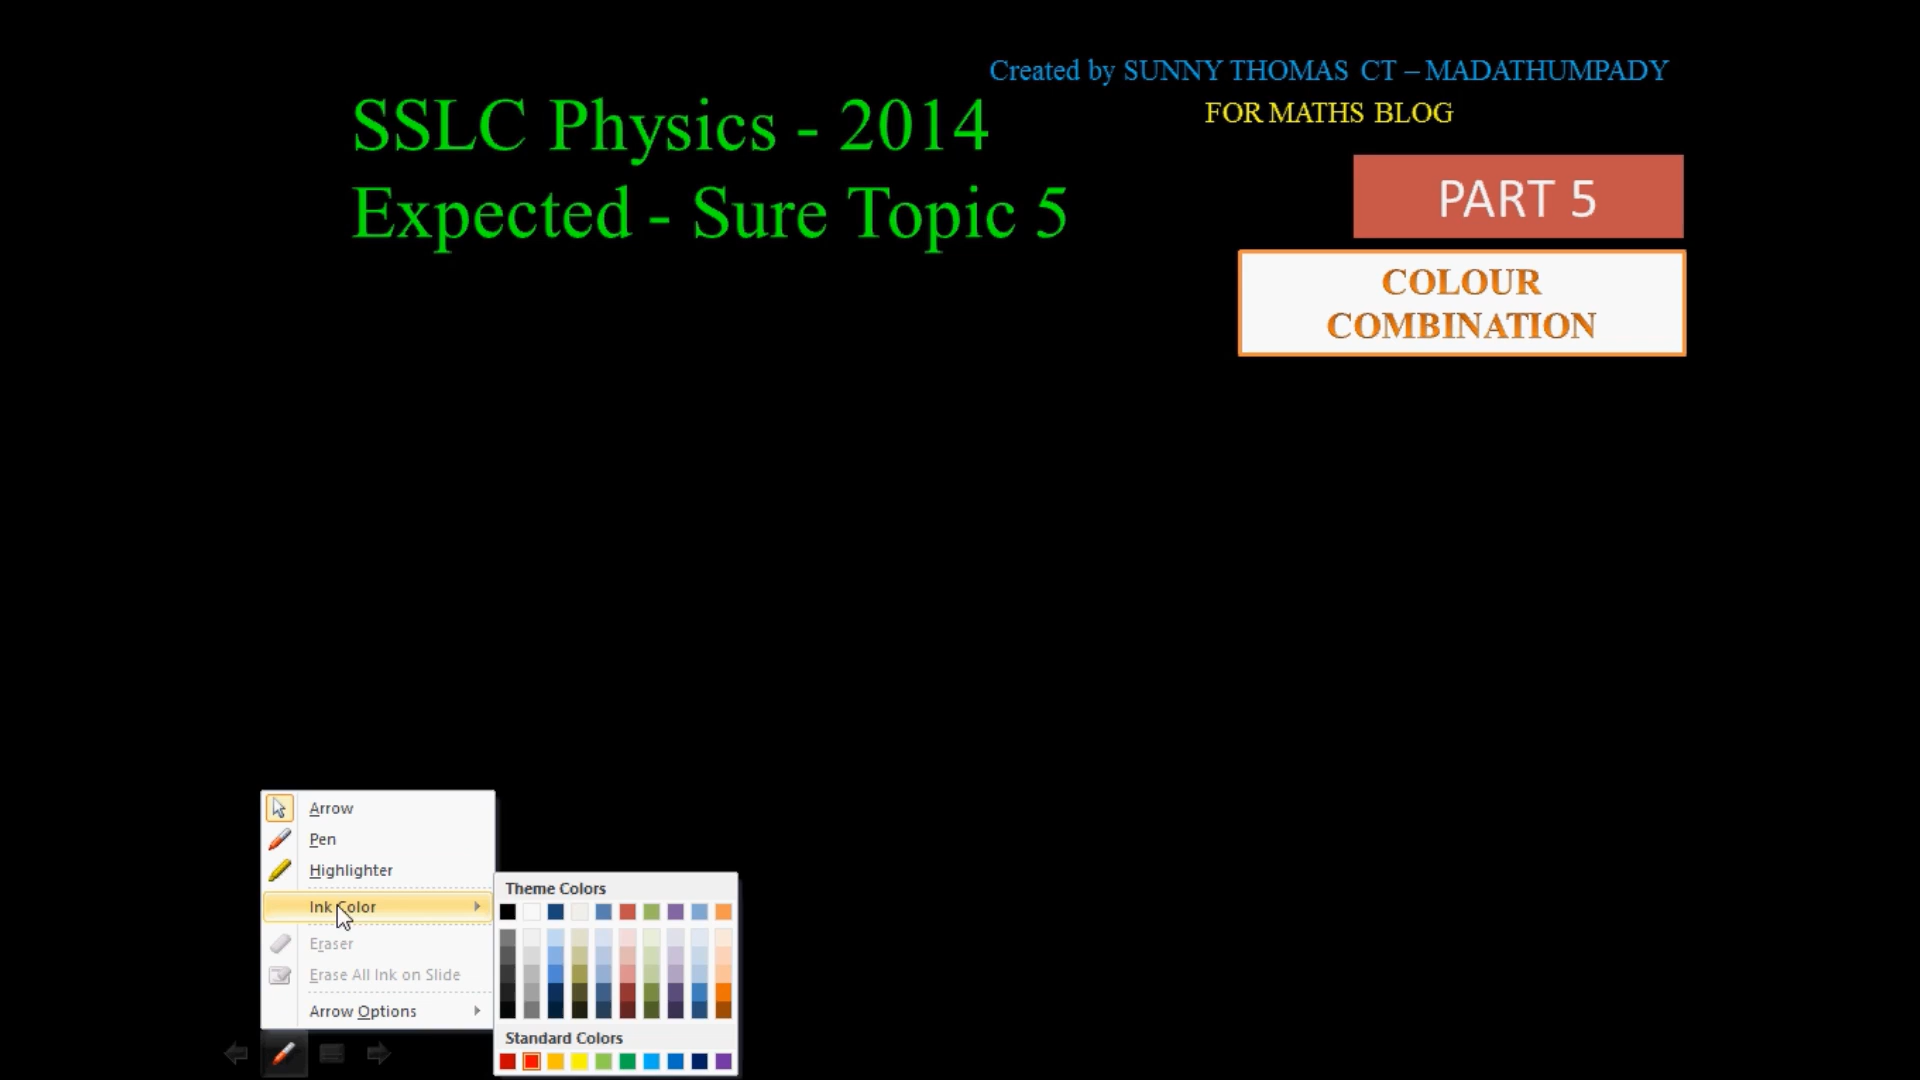 Created by SUNNY THOMAS CT – MADATHUMPADY
FOR MATHS BLOG
SSLC Physics - 2014
Expected - Sure Topic 5
PART 5
COLOUR
COMBINATION
Arrow
Pen
Highlighter
Ink Color
Eraser
Erase All Ink on Slide
Arrow Options
Theme Colors
Standard Colors